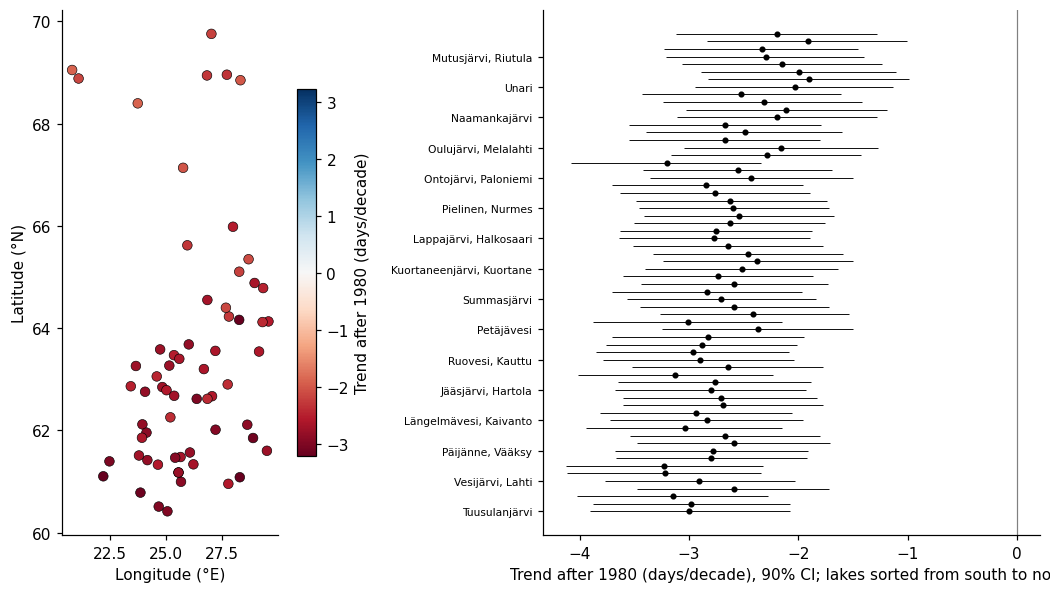 70
68
66
64
62
60
Latitude (°N)
22.5
25.0
27.5
Longitude (°E)
3
2
1
0
−1
−2
−3
Trend after 1980 (days/decade)
Mutusjärvi, Riutula
Unari
Naamankajärvi
Oulujärvi, Melalahti
Ontojärvi, Paloniemi
Pielinen, Nurmes
Lappajärvi, Halkosaari
Kuortaneenjärvi, Kuortane
Summasjärvi
Petäjävesi
Ruovesi, Kauttu
Jääsjärvi, Hartola
Längelmävesi, Kaivanto
Päijänne, Vääksy
Vesijärvi, Lahti
Tuusulanjärvi
−4
−3
−2
−1
0
Trend after 1980 (days/decade), 90% CI; lakes sorted from south to no